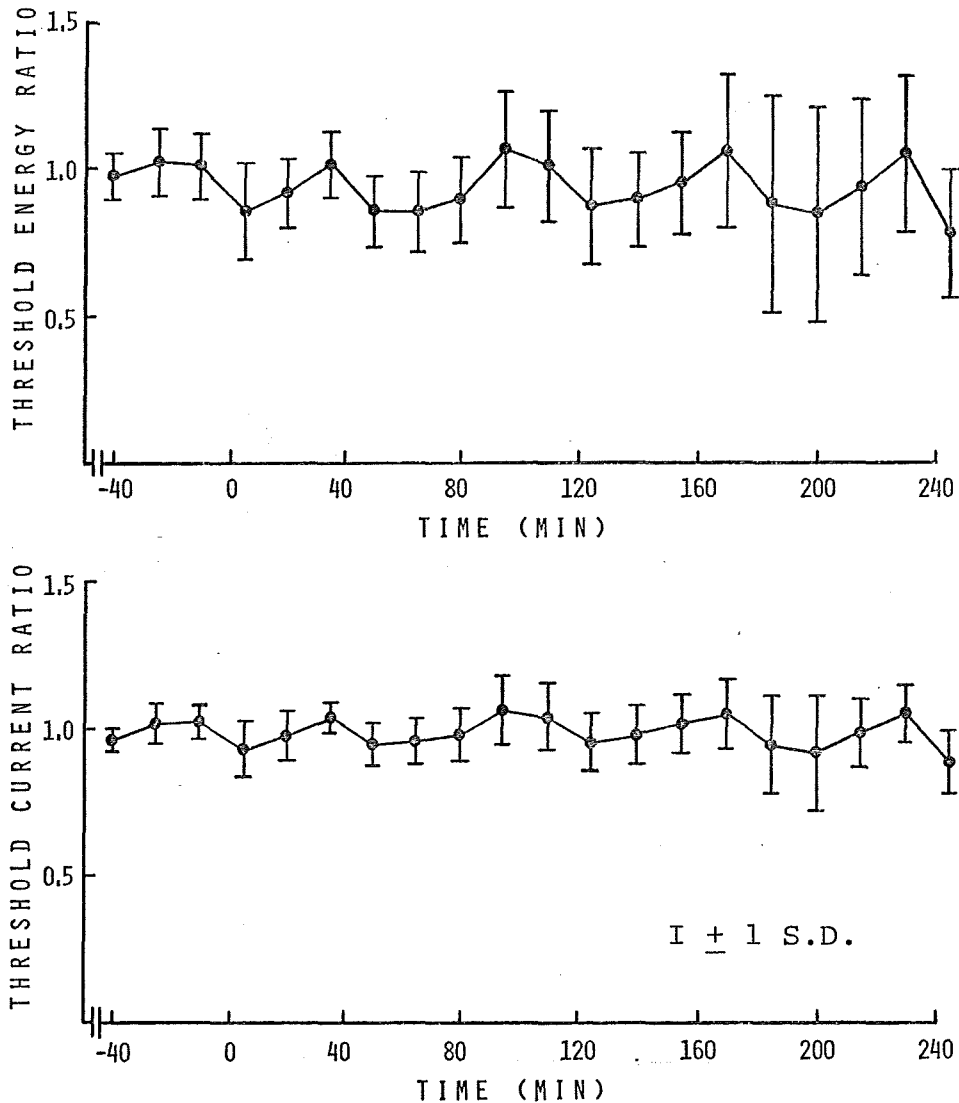 THRESHOLD ENERGY RATIO
1.5
1.0
0.5
-40 0 40 80 120 160 200 240
TIME (MIN)
THRESHOLD CURRENT RATIO
1.5
1.0
0.5
I ± 1 S.D.
-40 0 40 80 120 160 200 240
TIME (MIN)